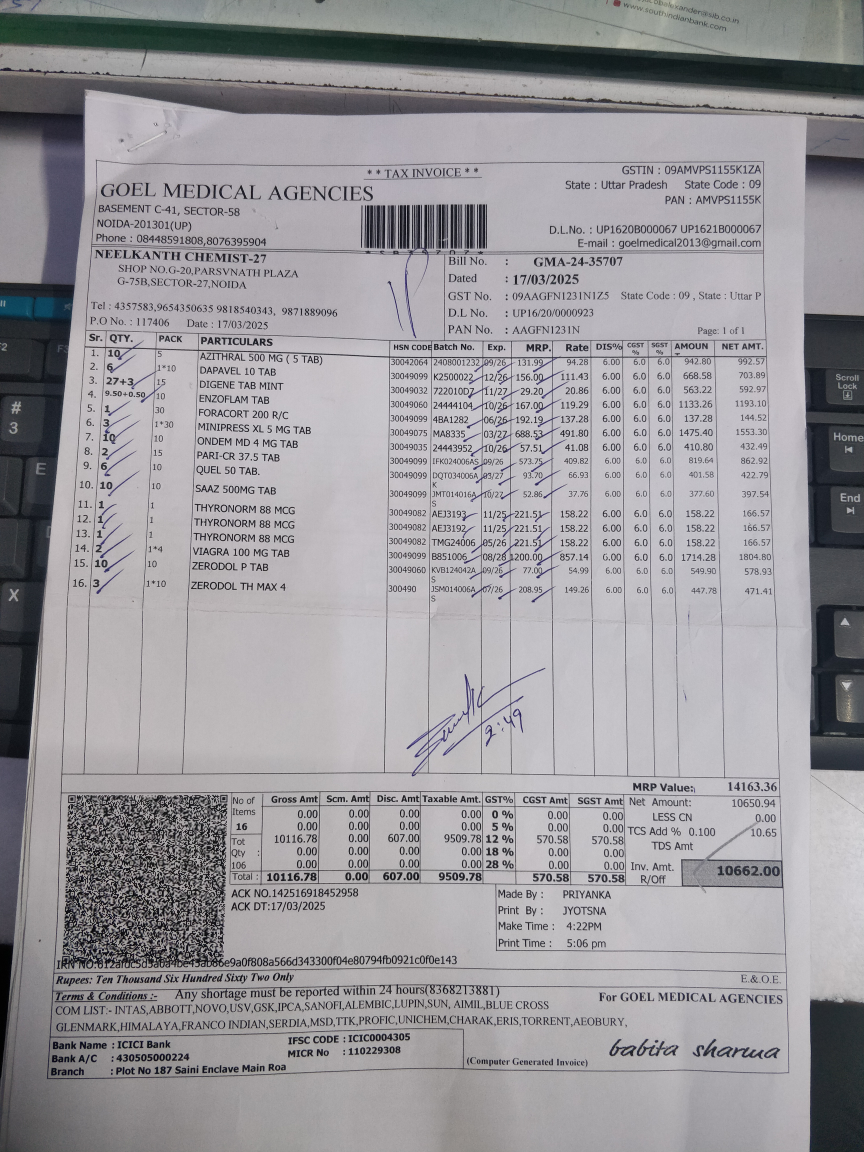 www.southindianbank.com
** TAX INVOICE **
GOEL MEDICAL AGENCIES
BASEMENT C-41, SECTOR-58
NOIDA-201301(UP)
Phone : 08448591808,8076395904
GSTIN : 09AMVPS1155K1ZA
State : Uttar Pradesh State Code : 09
PAN : AMVPS1155K
D.L.No. : UP1620B000067 UP1621B000067
E-mail : goelmedical2013@gmail.com
NEELKANTH CHEMIST-27
SHOP NO.G-20,PARSVNATH PLAZA
G-75B,SECTOR-27,NOIDA
Tel : 4357583,9654350635 9818540343, 9871889096
P.O No. : 117406 Date : 17/03/2025
Bill No. : GMA-24-35707
Dated : 17/03/2025
GST No. : 09AAGFN1231N1Z5 State Code : 09 , State : Uttar P
D.L No. : UP16/20/0000923
PAN No. : AAGFN1231N
Page: 1 of 1
Sr. QTY. PACK PARTICULARS HSN CODE Batch No. Exp. MRP. Rate DIS% CGST % SGST % AMOUN NET AMT.
1. 10 5 AZITHRAL 500 MG ( 5 TAB) 30042064 2408001232 09/26 131.99 94.28 6.00 6.0 6.0 942.80 992.57
2. 6 1*10 DAPAVEL 10 TAB 30049099 K2500022 12/26 156.00 111.43 6.00 6.0 6.0 668.58 703.89
3. 27+3 15 DIGENE TAB MINT 30049032 722010D7 11/27 29.20 20.86 6.00 6.0 6.0 563.22 592.97
4. 9.50+0.50 10 ENZOFLAM TAB 30049060 24444104 10/26 167.00 119.29 6.00 6.0 6.0 1133.26 1193.10
5. 1 30 FORACORT 200 R/C 30049099 4BA1282 06/26 192.19 137.28 6.00 6.0 6.0 137.28 144.52
6. 3 1*30 MINIPRESS XL 5 MG TAB 30049075 MA8335 03/27 688.53 491.80 6.00 6.0 6.0 1475.40 1553.30
7. 10 10 ONDEM MD 4 MG TAB 30049035 24443952 10/26 57.51 41.08 6.00 6.0 6.0 410.80 432.49
8. 2 15 PARI-CR 37.5 TAB 30049099 IFK024006AS 09/26 573.75 409.82 6.00 6.0 6.0 819.64 862.92
9. 6 10 QUEL 50 TAB. 30049099 DQT034006A K 03/27 93.70 66.93 6.00 6.0 6.0 401.58 422.79
10. 10 10 SAAZ 500MG TAB 30049099 JMT014016A S 10/27 52.86 37.76 6.00 6.0 6.0 377.60 397.54
11. 1 1 THYRONORM 88 MCG 30049082 AEJ3193 11/25 221.51 158.22 6.00 6.0 6.0 158.22 166.57
12. 1 1 THYRONORM 88 MCG 30049082 AEJ3192 11/25 221.51 158.22 6.00 6.0 6.0 158.22 166.57
13. 1 1 THYRONORM 88 MCG 30049082 TMG24006 05/26 221.51 158.22 6.00 6.0 6.0 158.22 166.57
14. 2 1*4 VIAGRA 100 MG TAB 30049099 B851006 08/28 1200.00 857.14 6.00 6.0 6.0 1714.28 1804.80
15. 10 10 ZERODOL P TAB 30049060 KVB124042A S 09/26 77.00 54.99 6.00 6.0 6.0 549.90 578.93
16. 3 1*10 ZERODOL TH MAX 4 300490 JSM014006A S 07/26 208.95 149.26 6.00 6.0 6.0 447.78 471.41
2:49
MRP Value: 14163.36
No of Items 16 Tot Qty : 106
Gross Amt Scm. Amt Disc. Amt Taxable Amt. GST% CGST Amt SGST Amt
0.00 0.00 0.00 0.00 0 % 0.00 0.00
0.00 0.00 0.00 0.00 5 % 0.00 0.00
10116.78 0.00 607.00 9509.78 12 % 570.58 570.58
0.00 0.00 0.00 0.00 18 % 0.00 0.00
0.00 0.00 0.00 0.00 28 % 0.00 0.00
Total : 10116.78 0.00 607.00 9509.78 570.58 570.58
Net Amount: 10650.94
LESS CN 0.00
TCS Add % 0.100 10.65
TDS Amt
Inv. Amt. R/Off 10662.00
ACK NO.142516918452958
ACK DT:17/03/2025
Made By : PRIYANKA
Print By : JYOTSNA
Make Time : 4:22PM
Print Time : 5:06 pm
Rupees: Ten Thousand Six Hundred Sixty Two Only
E.&O.E.
Terms & Conditions :- Any shortage must be reported within 24 hours(8368213881)
For GOEL MEDICAL AGENCIES
COM LIST:- INTAS,ABBOTT,NOVO,USV,GSK,IPCA,SANOFI,ALEMBIC,LUPIN,SUN, AIMIL,BLUE CROSS
GLENMARK,HIMALAYA,FRANCO INDIAN,SERDIA,MSD,TTK,PROFIC,UNICHEM,CHARAK,ERIS,TORRENT,AEOBURY,
Bank Name : ICICI Bank
Bank A/C : 430505000224
Branch : Plot No 187 Saini Enclave Main Roa
IFSC CODE : ICIC0004305
MICR No : 110229308
(Computer Generated Invoice)
babita sharma
#
3
E
X
Scroll
Lock
Home
End